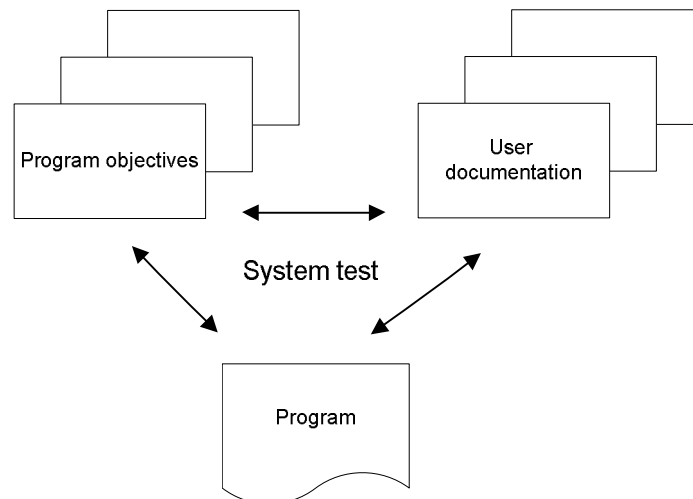 Program objectives
User
documentation
System test
Program